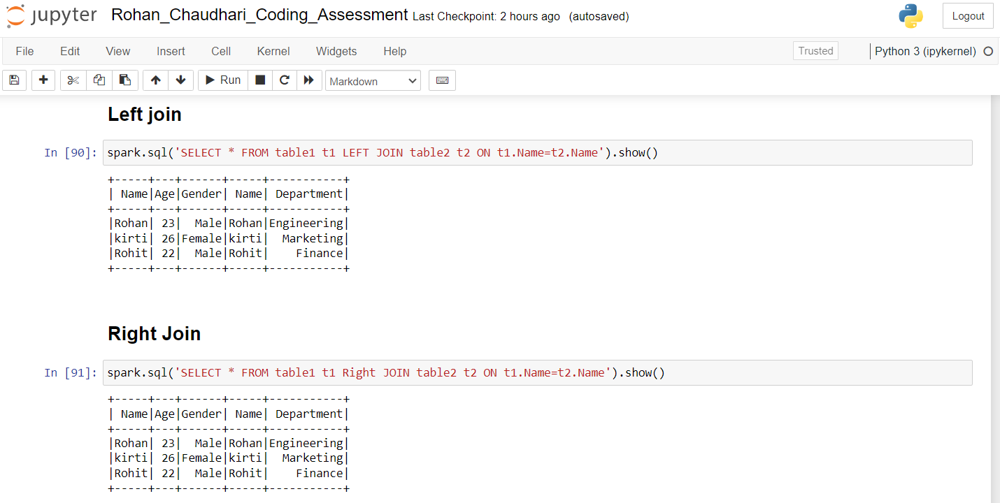 jupyter Rohan_Chaudhari_Coding_Assessment Last Checkpoint: 2 hours ago (autosaved) Logout
File Edit View Insert Cell Kernel Widgets Help Trusted Python 3 (ipykernel)
Run Markdown
Left join
In [90]: spark.sql('SELECT * FROM table1 t1 LEFT JOIN table2 t2 ON t1.Name=t2.Name').show()
+-----+---+------+-----+-----------+
| Name|Age|Gender| Name| Department|
+-----+---+------+-----+-----------+
|Rohan| 23|  Male|Rohan|Engineering|
|kirti| 26|Female|kirti|  Marketing|
|Rohit| 22|  Male|Rohit|    Finance|
+-----+---+------+-----+-----------+
Right Join
In [91]: spark.sql('SELECT * FROM table1 t1 Right JOIN table2 t2 ON t1.Name=t2.Name').show()
+-----+---+------+-----+-----------+
| Name|Age|Gender| Name| Department|
+-----+---+------+-----+-----------+
|Rohan| 23|  Male|Rohan|Engineering|
|kirti| 26|Female|kirti|  Marketing|
|Rohit| 22|  Male|Rohit|    Finance|
+-----+---+------+-----+-----------+